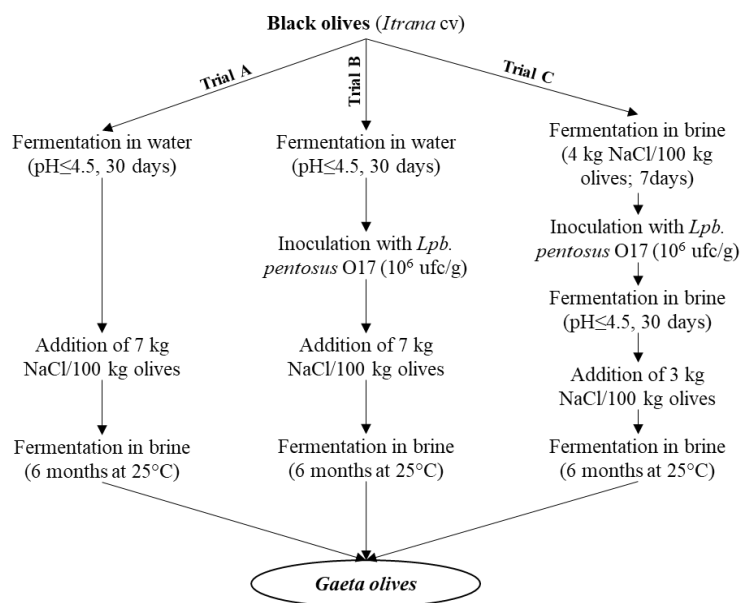 Black olives (Itrana cv)
Trial A
Trial B
Trial C
Fermentation in water
(pH≤4.5, 30 days)
Addition of 7 kg
NaCl/100 kg olives
Fermentation in brine
(6 months at 25°C)
Fermentation in water
(pH≤4.5, 30 days)
Inoculation with Lpb.
pentosus O17 (10⁶ ufc/g)
Addition of 7 kg
NaCl/100 kg olives
Fermentation in brine
(6 months at 25°C)
Fermentation in brine
(4 kg NaCl/100 kg
olives; 7days)
Inoculation with Lpb.
pentosus O17 (10⁶ ufc/g)
Fermentation in brine
(pH≤4.5, 30 days)
Addition of 3 kg
NaCl/100 kg olives
Fermentation in brine
(6 months at 25°C)
Gaeta olives